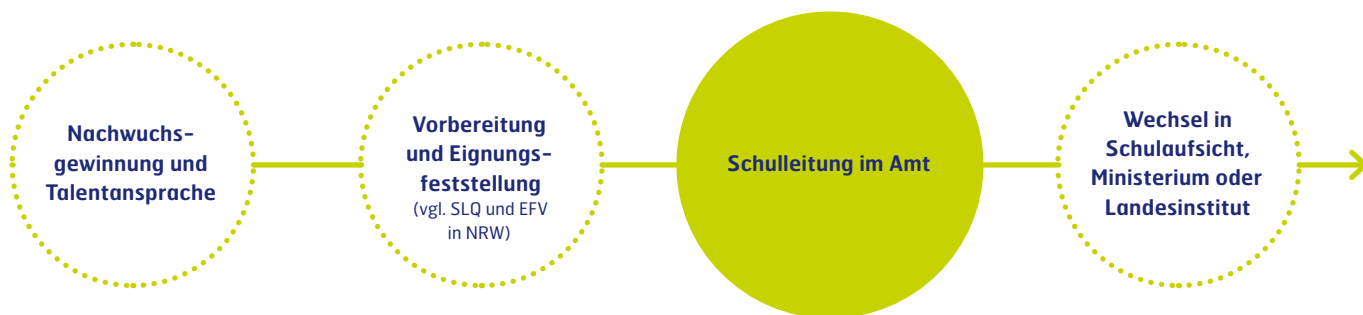 Nachwuchs-
gewinnung und
Talentansprache
Vorbereitung
und Eignungs-
feststellung
(vgl. SLQ und EFV
in NRW)
Schulleitung im Amt
Wechsel in
Schulaufsicht,
Ministerium oder
Landesinstitut